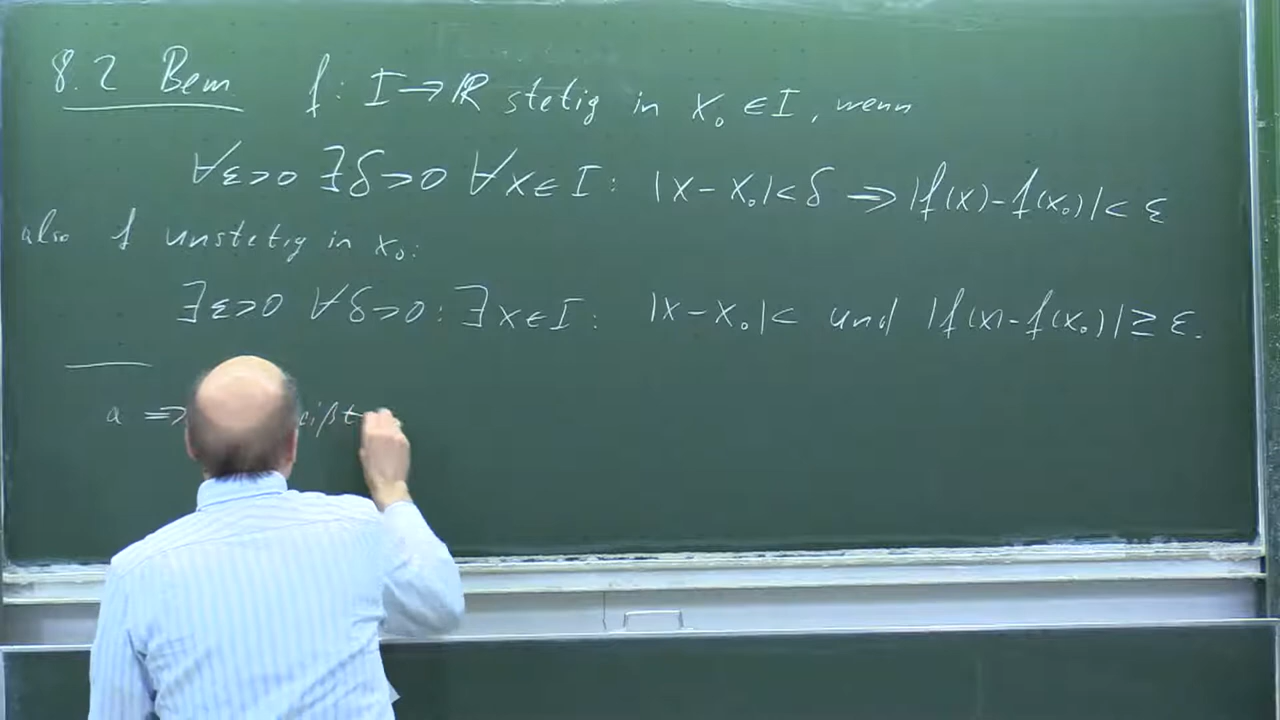 8.2 Bem f: I → ℝ stetig in x₀ ∈ I, wenn
∀ε>0 ∃δ>0 ∀x∈I: |x-x₀|<δ ⇒ |f(x)-f(x₀)|< ε
also f unstetig in x₀:
∃ε>0 ∀δ>0: ∃x∈I: |x-x₀|< und |f(x)-f(x₀)|≥ε.
a ⇒